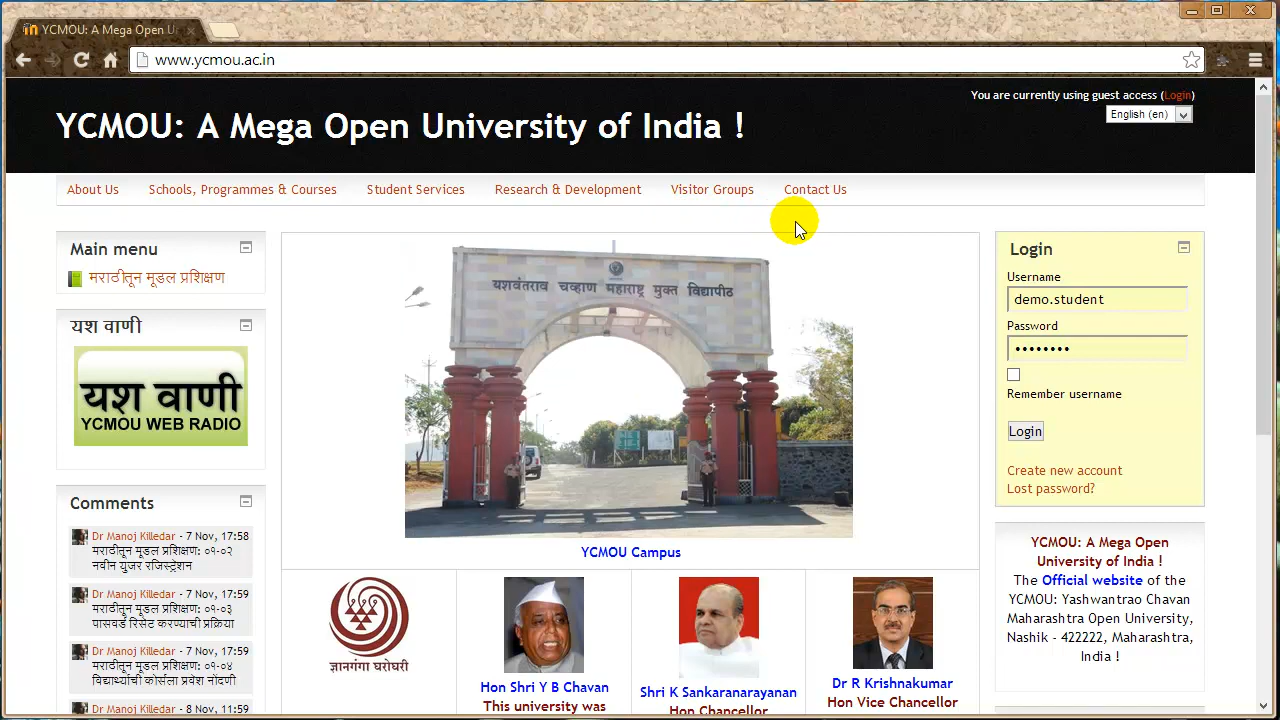 YCMOU: A Mega Open U
www.ycmou.ac.in
You are currently using guest access (Login)
English (en)
YCMOU: A Mega Open University of India !
About Us
Schools, Programmes & Courses
Student Services
Research & Development
Visitor Groups
Contact Us
Main menu
मराठीतून मूडल प्रशिक्षण
यश वाणी
यश वाणी
YCMOU WEB RADIO
Comments
Dr Manoj Killedar - 7 Nov, 17:58
मराठीतून मूडल प्रशिक्षण: ०१-०२
नवीन युजर रजिस्ट्रेशन
Dr Manoj Killedar - 7 Nov, 17:59
मराठीतून मूडल प्रशिक्षण: ०१-०३
पासवर्ड रिसेट करण्याची प्रक्रिया
Dr Manoj Killedar - 7 Nov, 17:59
मराठीतून मूडल प्रशिक्षण: ०१-०४
विद्यार्थ्यांची कोर्सला प्रवेश नोंदणी
Dr Manoj Killedar - 8 Nov, 11:59
यशवंतराव चव्हाण महाराष्ट्र मुक्त विद्यापीठ
YCMOU Campus
ज्ञानगंगा घरोघरी
Hon Shri Y B Chavan
This university was
Shri K Sankaranarayanan
Hon Chancellor
Dr R Krishnakumar
Hon Vice Chancellor
Login
Username
demo.student
Password
Remember username
Login
Create new account
Lost password?
YCMOU: A Mega Open
University of India !
The Official website of the
YCMOU: Yashwantrao Chavan
Maharashtra Open University,
Nashik - 422222, Maharashtra,
India !